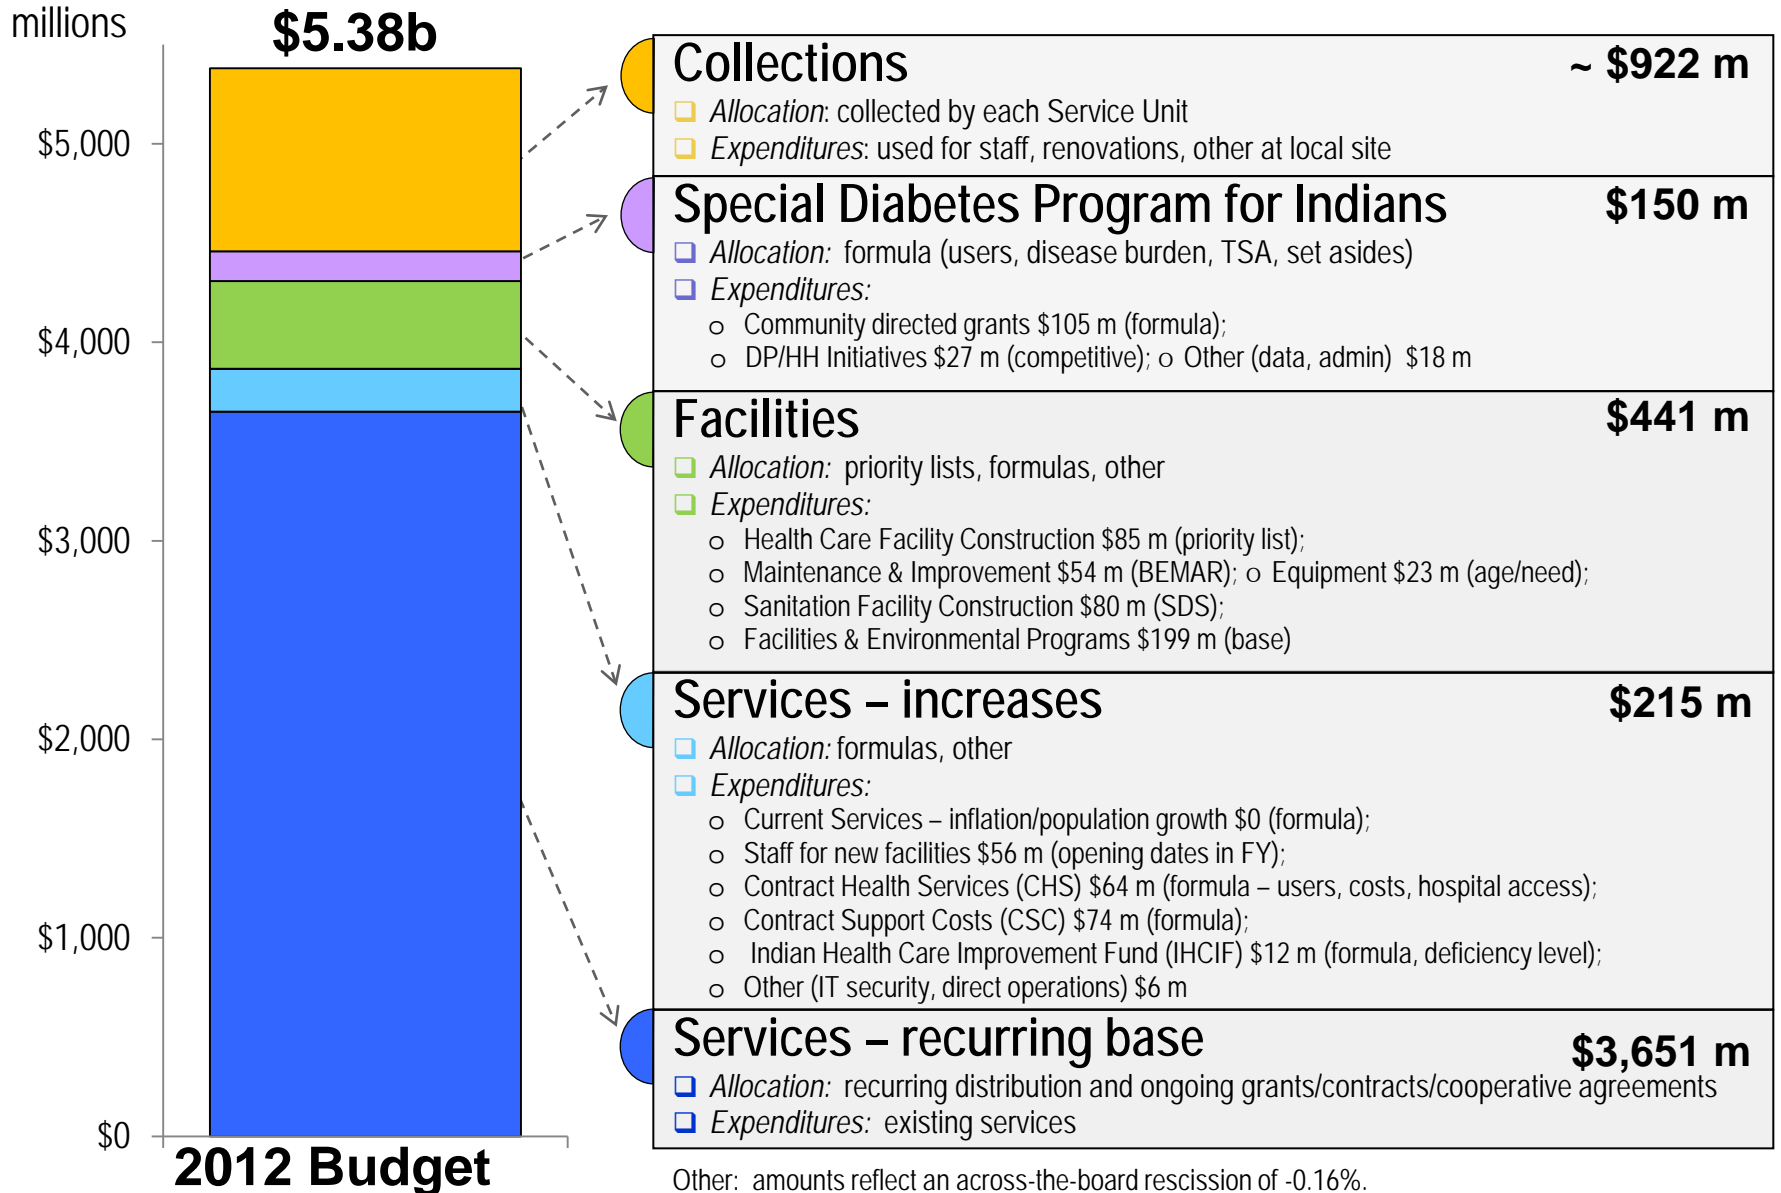 millions
$5.38b
$5,000
$4,000
$3,000
$2,000
$1,000
$0
2012 Budget
Collections ~ $922 m
❑ Allocation: collected by each Service Unit
❑ Expenditures: used for staff, renovations, other at local site
Special Diabetes Program for Indians $150 m
❑ Allocation: formula (users, disease burden, TSA, set asides)
❑ Expenditures:
o Community directed grants $105 m (formula);
o DP/HH Initiatives $27 m (competitive); o Other (data, admin) $18 m
Facilities $441 m
❑ Allocation: priority lists, formulas, other
❑ Expenditures:
o Health Care Facility Construction $85 m (priority list);
o Maintenance & Improvement $54 m (BEMAR); o Equipment $23 m (age/need);
o Sanitation Facility Construction $80 m (SDS);
o Facilities & Environmental Programs $199 m (base)
Services – increases $215 m
❑ Allocation: formulas, other
❑ Expenditures:
o Current Services – inflation/population growth $0 (formula);
o Staff for new facilities $56 m (opening dates in FY);
o Contract Health Services (CHS) $64 m (formula – users, costs, hospital access);
o Contract Support Costs (CSC) $74 m (formula);
o Indian Health Care Improvement Fund (IHCIF) $12 m (formula, deficiency level);
o Other (IT security, direct operations) $6 m
Services – recurring base $3,651 m
❑ Allocation: recurring distribution and ongoing grants/contracts/cooperative agreements
❑ Expenditures: existing services
Other: amounts reflect an across-the-board rescission of -0.16%.